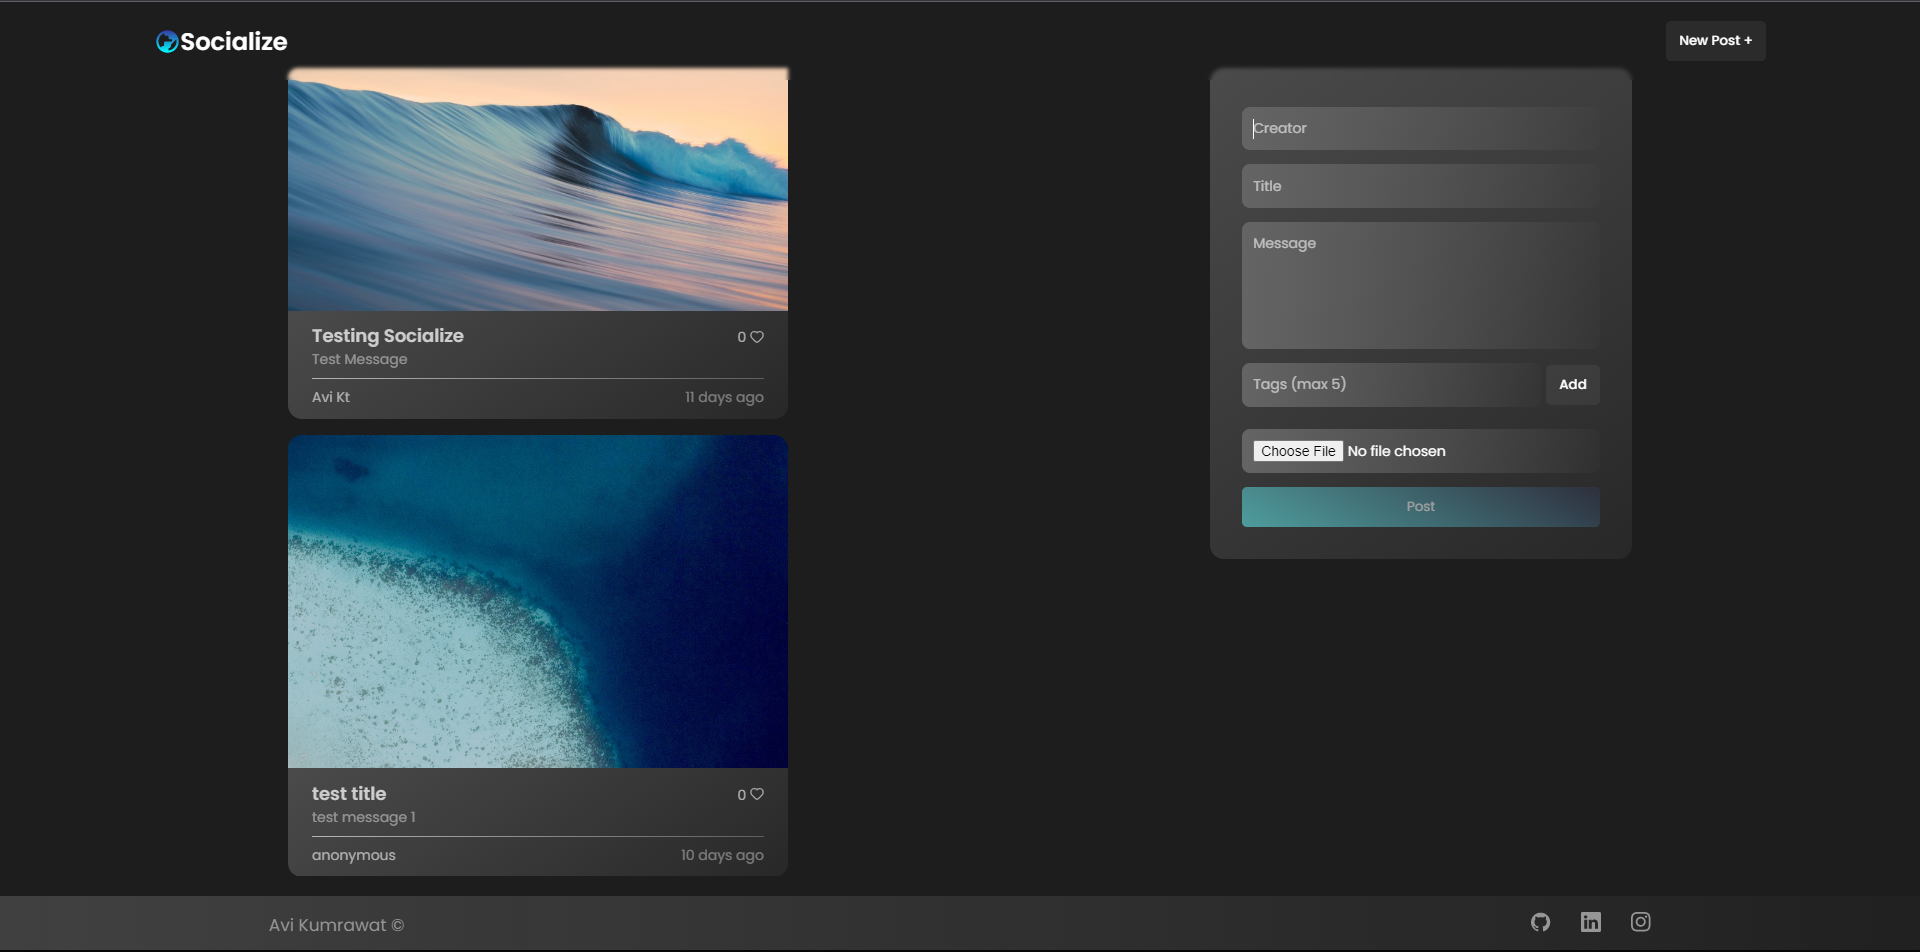 Socialize
New Post +
Testing Socialize
0
Test Message
Avi Kt
11 days ago
test title
0
test message 1
anonymous
10 days ago
Creator
Title
Message
Tags (max 5)
Add
Choose File No file chosen
Post
Avi Kumrawat ©
in